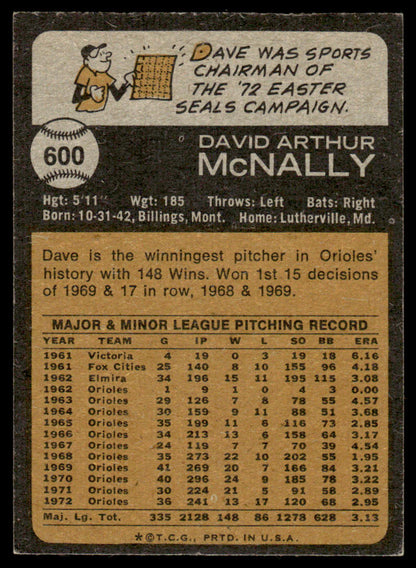 DAVE WAS SPORTS
CHAIRMAN OF
THE '72 EASTER
SEALS CAMPAIGN.
600
DAVID ARTHUR
McNALLY
Hgt: 5'11" Wgt: 185 Throws: Left Bats: Right
Born: 10-31-42, Billings, Mont. Home: Lutherville, Md.
Dave is the winningest pitcher in Orioles'
history with 148 Wins. Won 1st 15 decisions
of 1969 & 17 in row, 1968 & 1969.
MAJOR & MINOR LEAGUE PITCHING RECORD
YEAR TEAM G IP W L SO BB ERA
1961 Victoria 4 19 0 3 19 18 6.16
1961 Fox Cities 25 140 8 10 155 96 4.18
1962 Elmira 34 196 15 11 195 115 3.08
1962 Orioles 1 9 1 0 4 3 0.00
1963 Orioles 29 126 7 8 78 55 4.57
1964 Orioles 30 159 9 11 88 51 3.68
1965 Orioles 35 199 11 6 116 73 2.85
1966 Orioles 34 213 13 6 158 64 3.17
1967 Orioles 24 119 7 7 70 39 4.54
1968 Orioles 35 273 22 10 202 55 1.95
1969 Orioles 41 269 20 7 166 84 3.21
1970 Orioles 40 296 24 9 185 78 3.22
1971 Orioles 30 224 21 5 91 58 2.89
1972 Orioles 36 241 13 17 120 68 2.95
Maj. Lg. Tot. 335 2128 148 86 1278 628 3.13
*©T.C.G., PRTD. IN U.S.A.